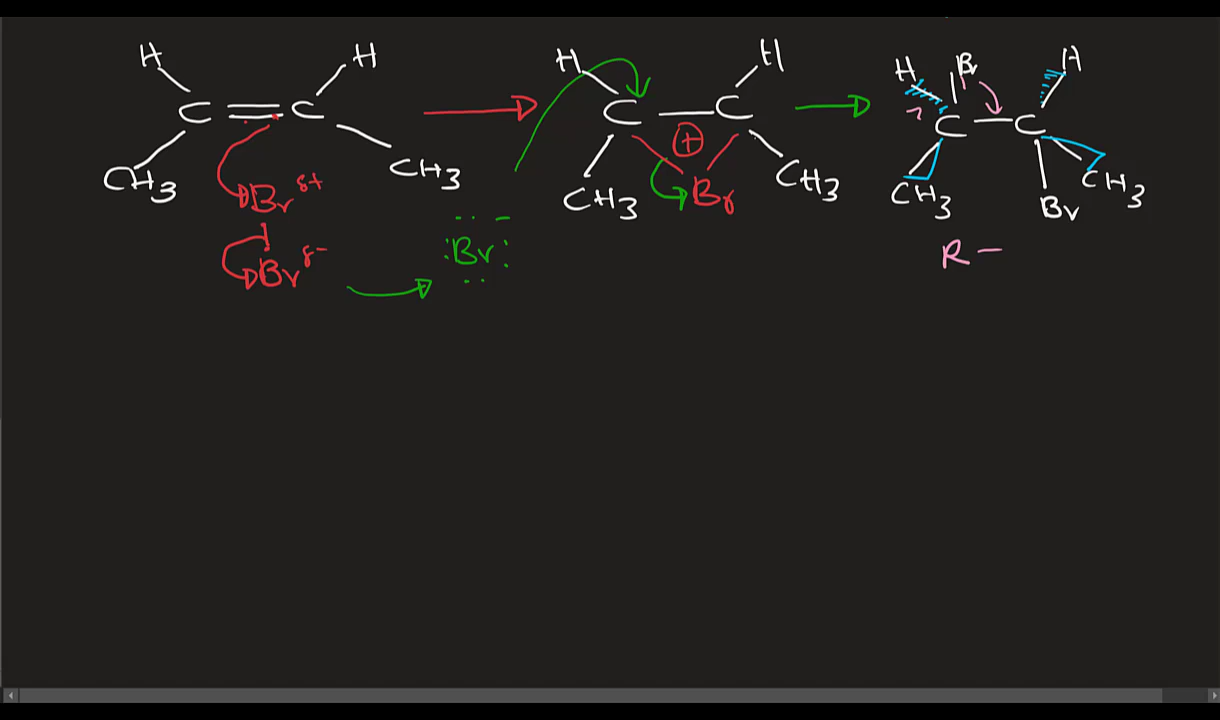 H H H H H Br H
C = C C — C C — C
CH3 CH3 CH3 + Br CH3 CH3 Br CH3
Br δ+ :Br: −
Br δ− R −